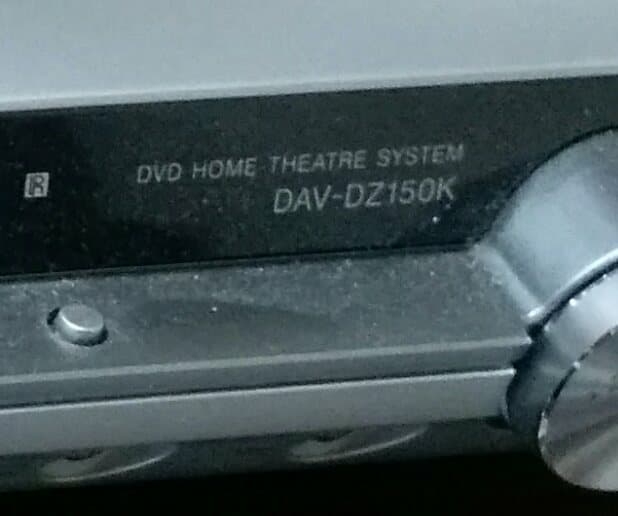 R
DVD HOME THEATRE SYSTEM
DAV-DZ150K